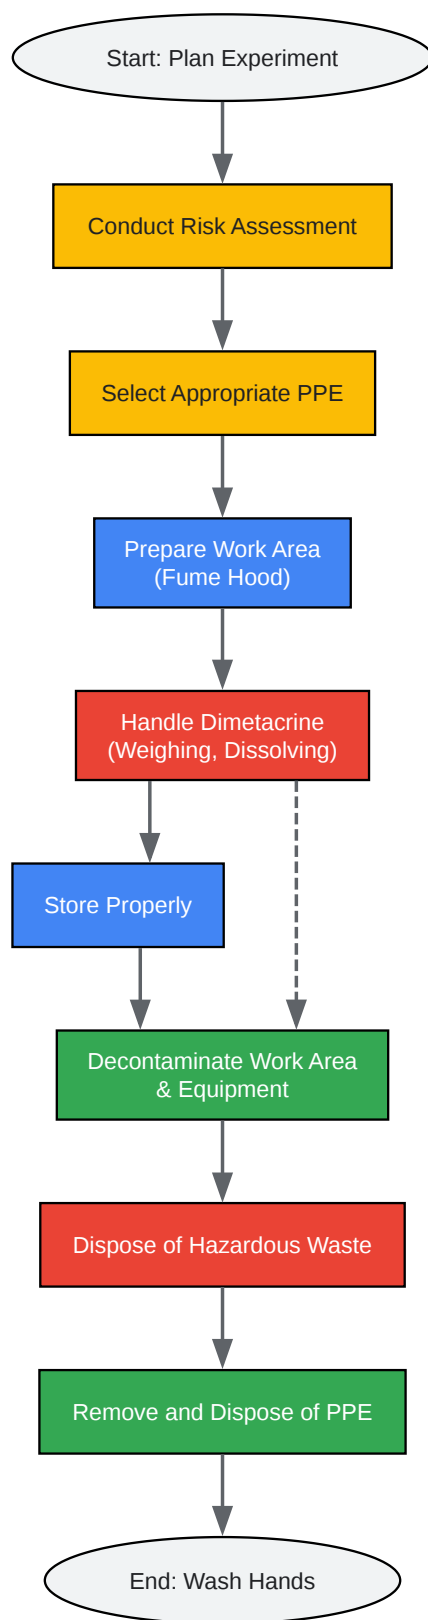 Start: Plan Experiment
Conduct Risk Assessment
Select Appropriate PPE
Prepare Work Area
(Fume Hood)
Handle Dimetacrine
(Weighing, Dissolving)
Store Properly
Decontaminate Work Area
& Equipment
Dispose of Hazardous Waste
Remove and Dispose of PPE
End: Wash Hands